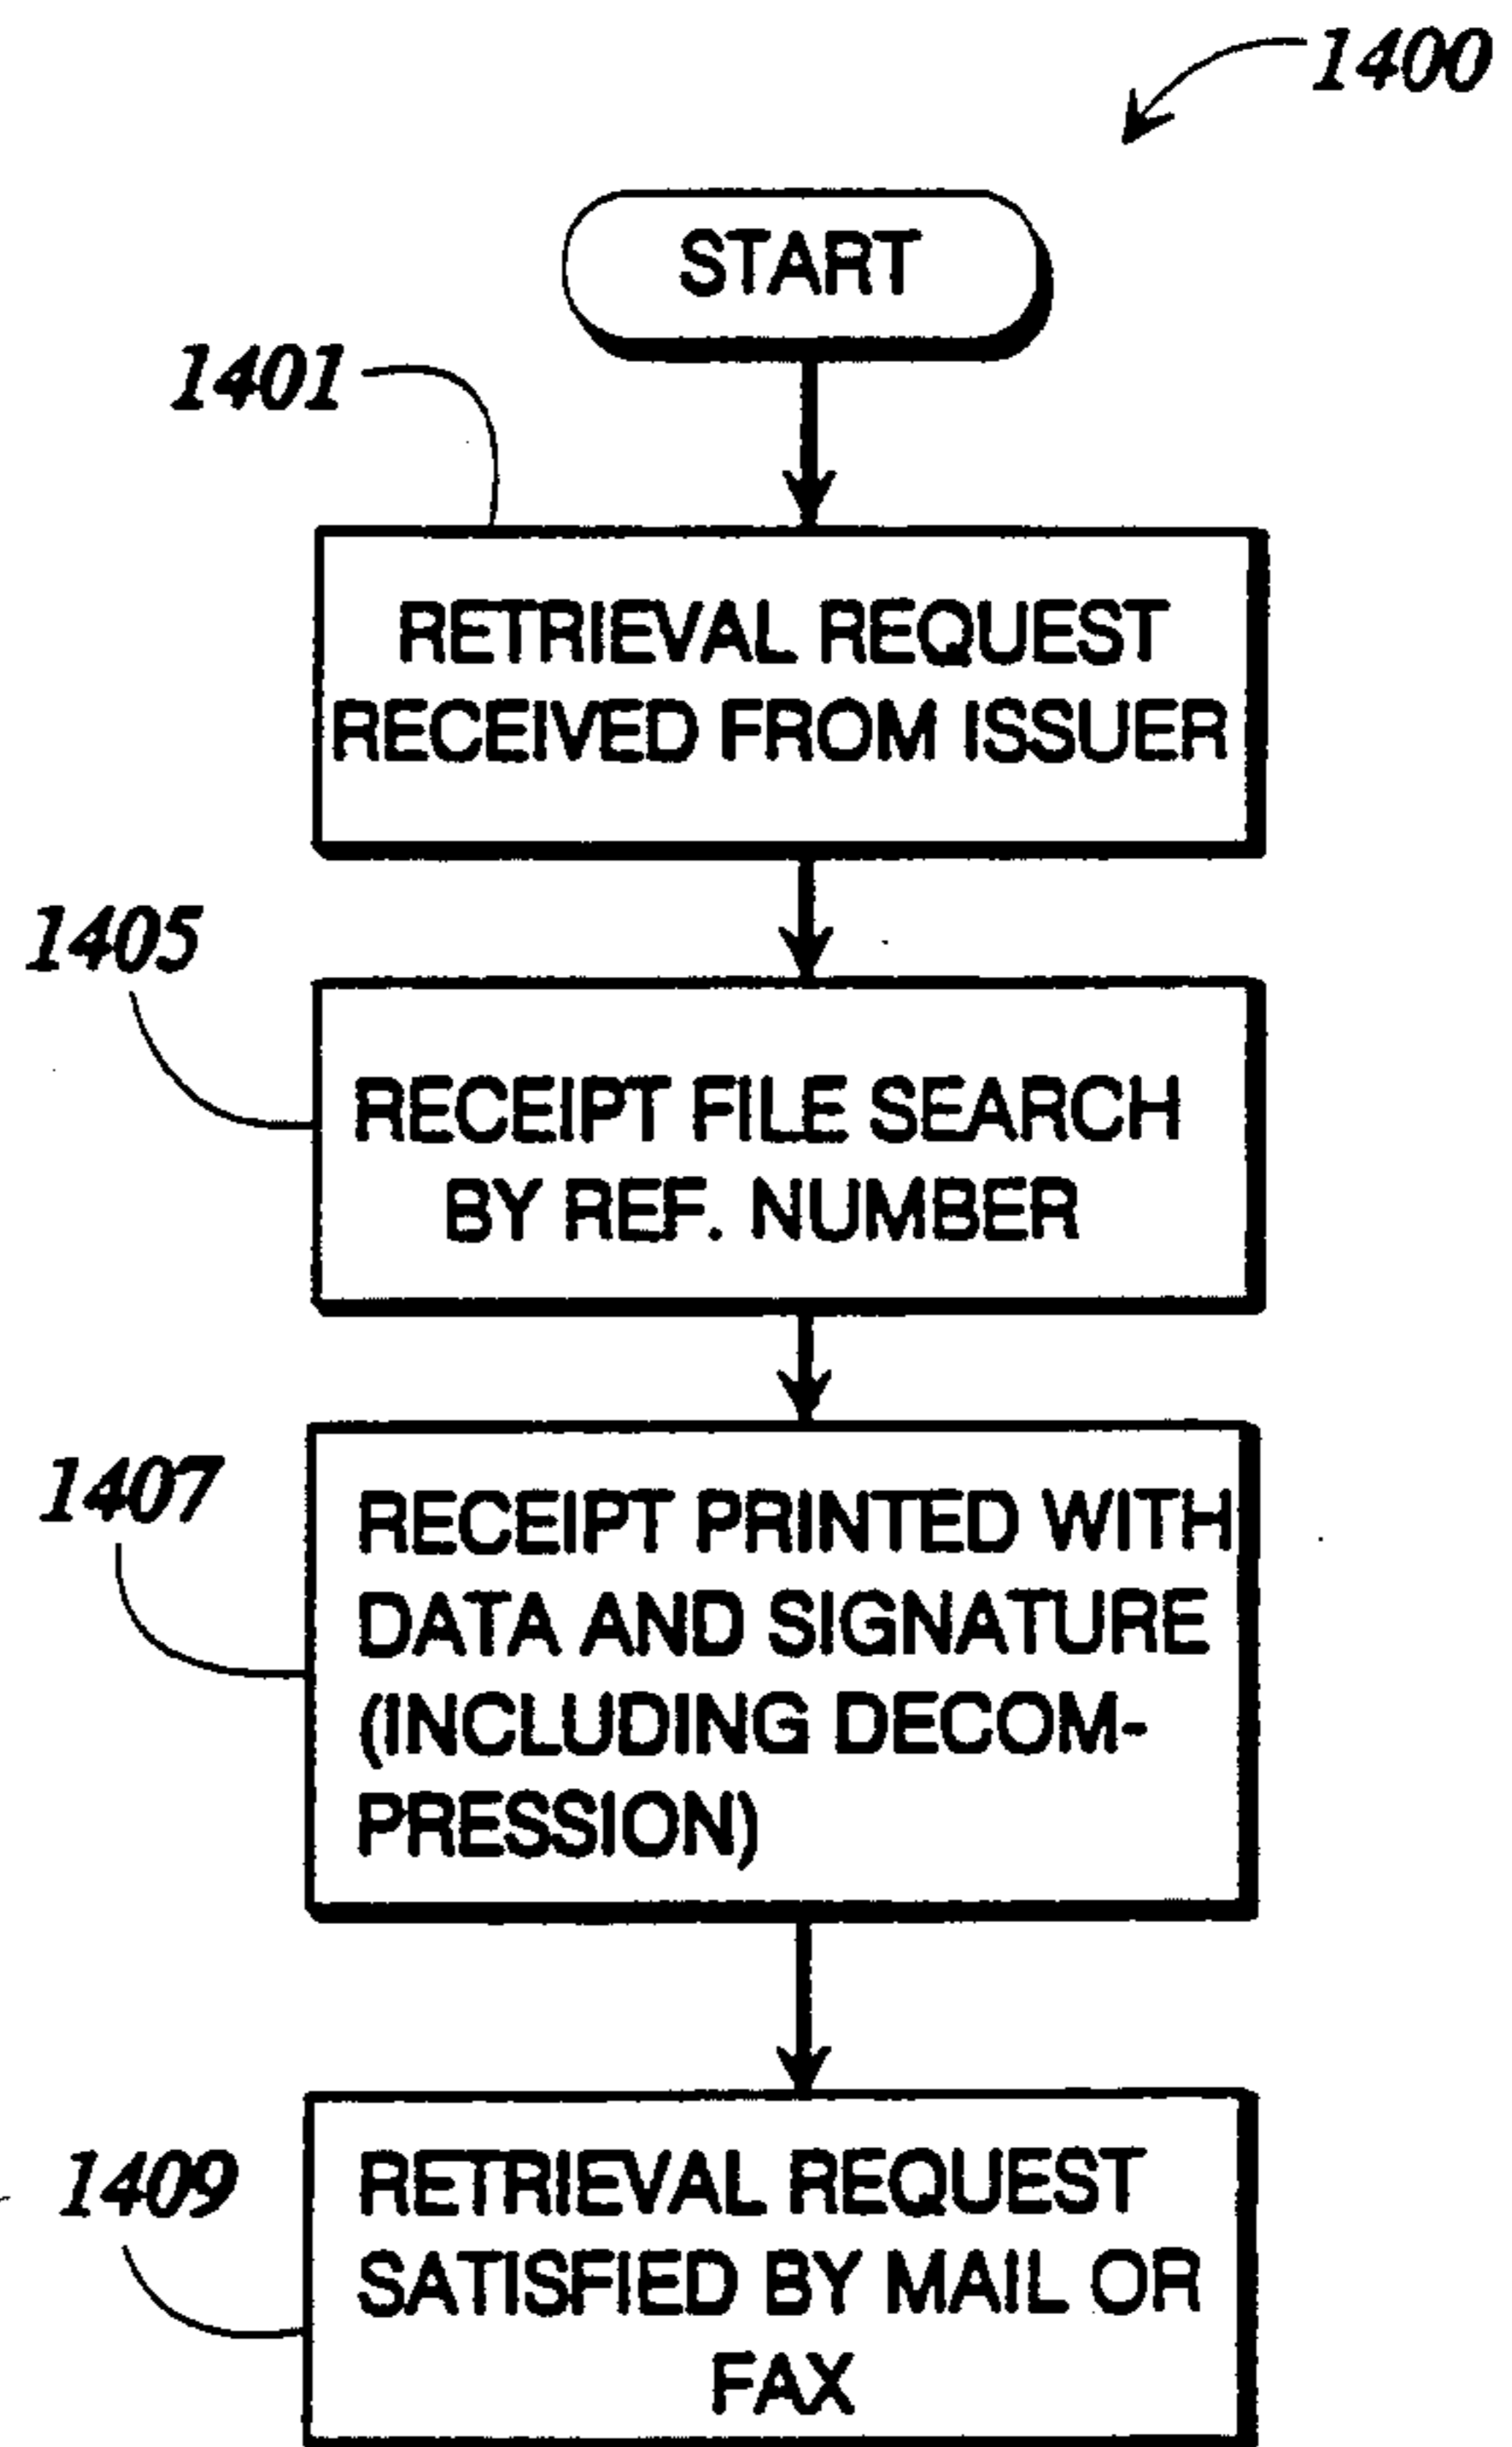 1400
START
1401
RETRIEVAL REQUEST
RECEIVED FROM ISSUER
1405
RECEIPT FILE SEARCH
BY REF. NUMBER
1407
RECEIPT PRINTED WITH
DATA AND SIGNATURE
(INCLUDING DECOM-
PRESSION)
1409
RETRIEVAL REQUEST
SATISFIED BY MAIL OR
FAX